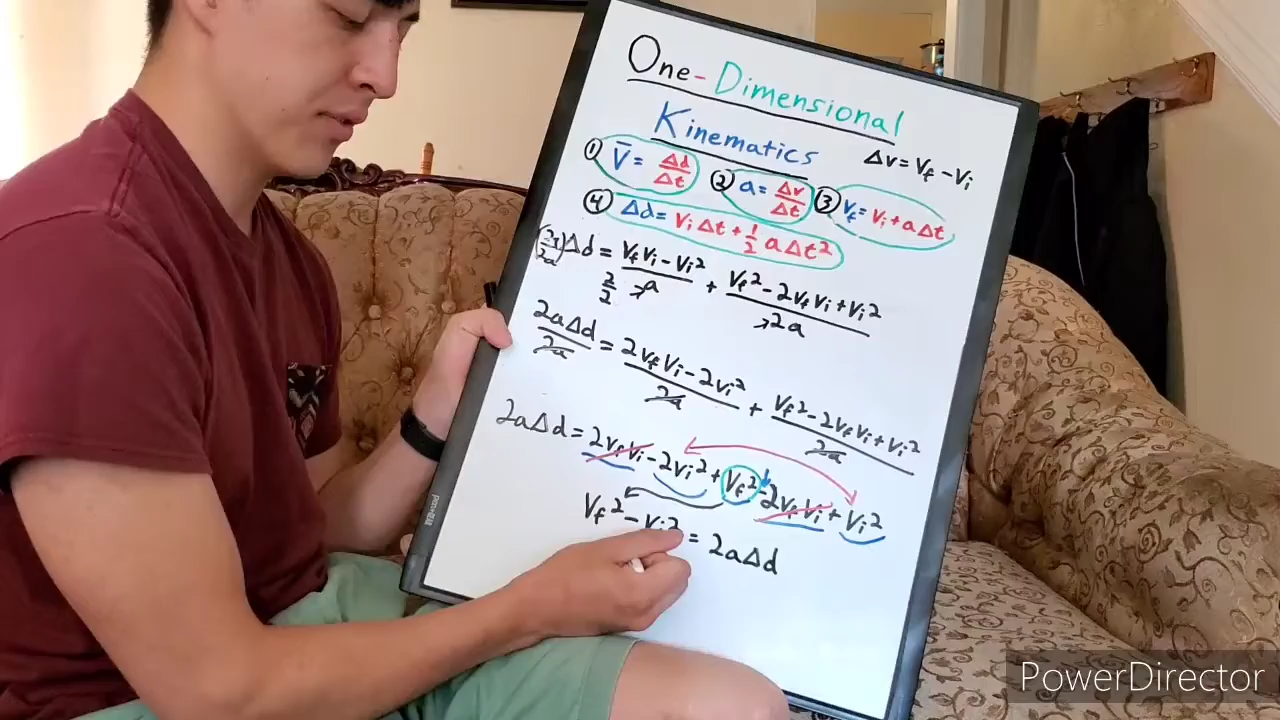 One-Dimensional
Kinematics
Δv = Vf - Vi
① V̄ = Δd/Δt ② a = Δv/Δt ③ Vf = Vi + aΔt
④ Δd = ViΔt + 1/2 aΔt²
Δd = (VfVi - Vi²)/a + (Vf² - 2VfVi + Vi²)/2a
2/2
2aΔd/2a = (2VfVi - 2Vi²)/2a + (Vf² - 2VfVi + Vi²)/2a
2aΔd = 2VfVi - 2Vi² + Vf² - 2VfVi + Vi²
Vf² - Vi² = 2aΔd
PowerDirector